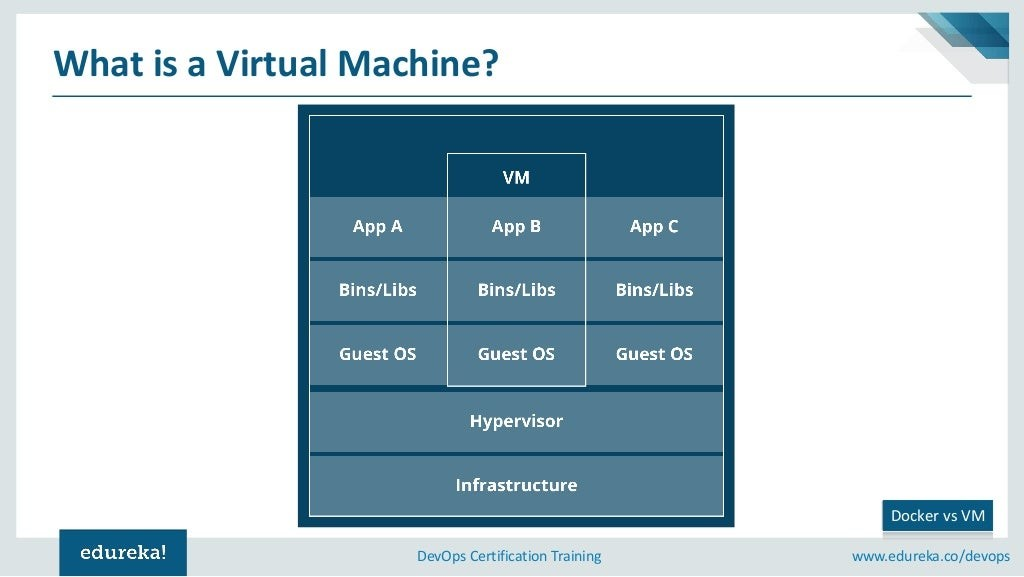 What is a Virtual Machine?
VM
App A App B App C
Bins/Libs Bins/Libs Bins/Libs
Guest OS Guest OS Guest OS
Hypervisor
Infrastructure
Docker vs VM
edureka!
DevOps Certification Training
www.edureka.co/devops